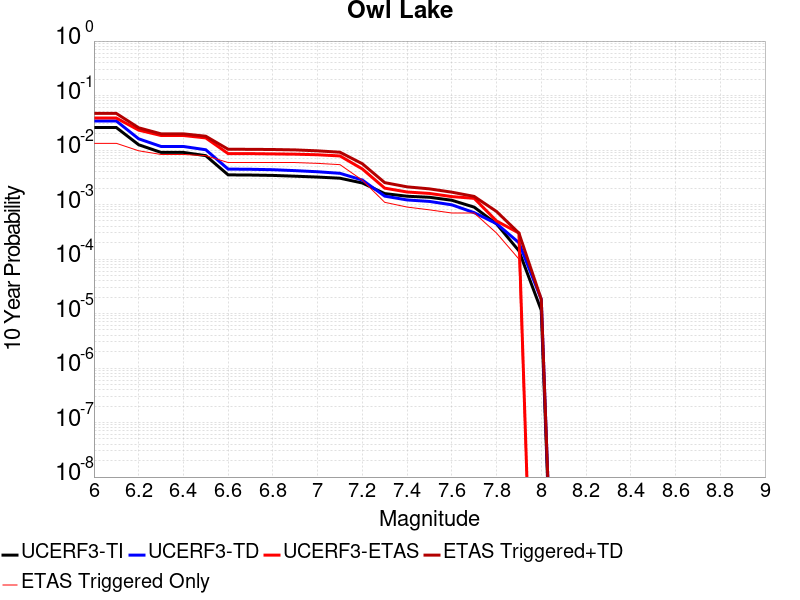 Owl Lake
10^0
10^-1
10^-2
10^-3
10^-4
10^-5
10^-6
10^-7
10^-8
10 Year Probability
6 6.2 6.4 6.6 6.8 7 7.2 7.4 7.6 7.8 8 8.2 8.4 8.6 8.8 9
Magnitude
UCERF3-TI UCERF3-TD UCERF3-ETAS ETAS Triggered+TD
ETAS Triggered Only